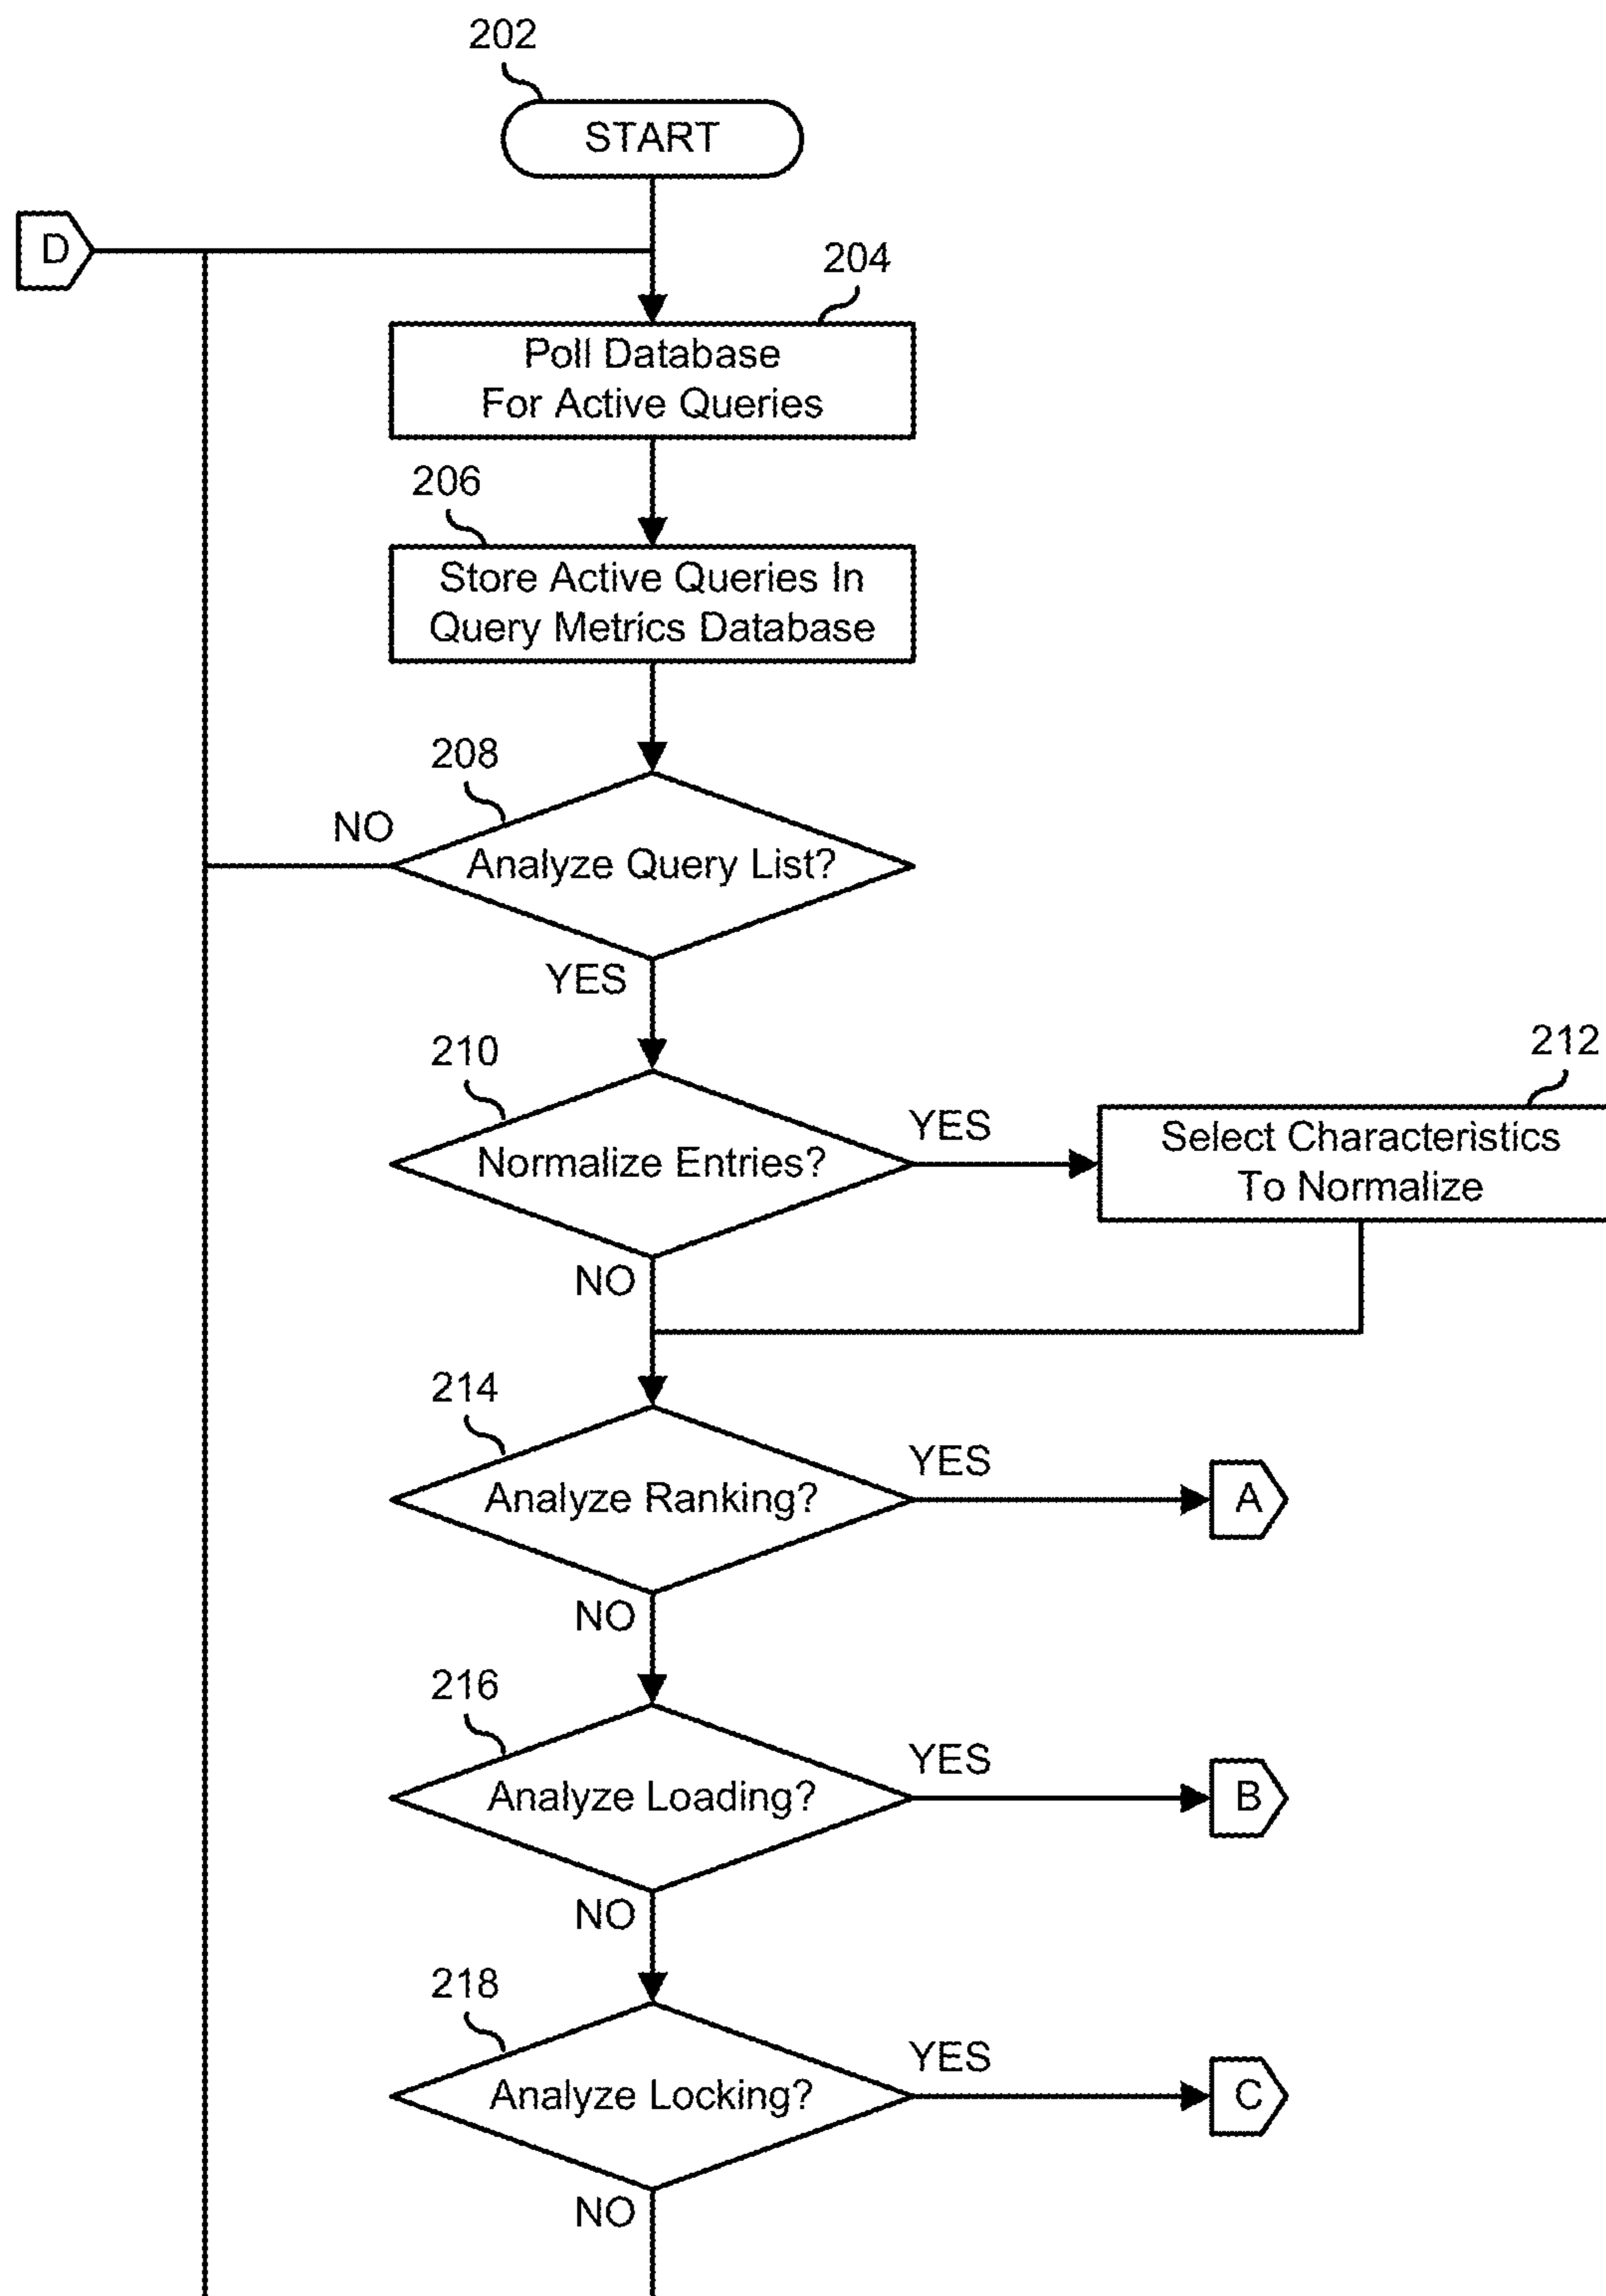 202
START
D
204
Poll Database
For Active Queries
206
Store Active Queries In
Query Metrics Database
208
NO
Analyze Query List?
YES
210
212
YES
Normalize Entries?
Select Characteristics
To Normalize
NO
214
YES
Analyze Ranking?
A
NO
216
YES
Analyze Loading?
B
NO
218
YES
Analyze Locking?
C
NO